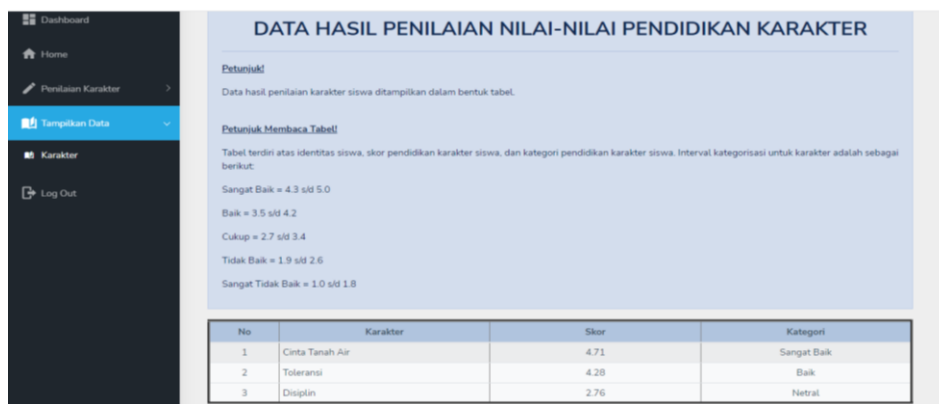 Dashboard
Home
Penilaian Karakter
Tampilkan Data
Karakter
Log Out
DATA HASIL PENILAIAN NILAI-NILAI PENDIDIKAN KARAKTER
Petunjuk!
Data hasil penilaian karakter siswa ditampilkan dalam bentuk tabel.
Petunjuk Membaca Tabel!
Tabel terdiri atas identitas siswa, skor pendidikan karakter siswa, dan kategori pendidikan karakter siswa. Interval kategorisasi untuk karakter adalah sebagai
berikut:
Sangat Baik = 4.3 s/d 5.0
Baik = 3.5 s/d 4.2
Cukup = 2.7 s/d 3.4
Tidak Baik = 1.9 s/d 2.6
Sangat Tidak Baik = 1.0 s/d 1.8
No Karakter Skor Kategori
1 Cinta Tanah Air 4.71 Sangat Baik
2 Toleransi 4.28 Baik
3 Disiplin 2.76 Netral